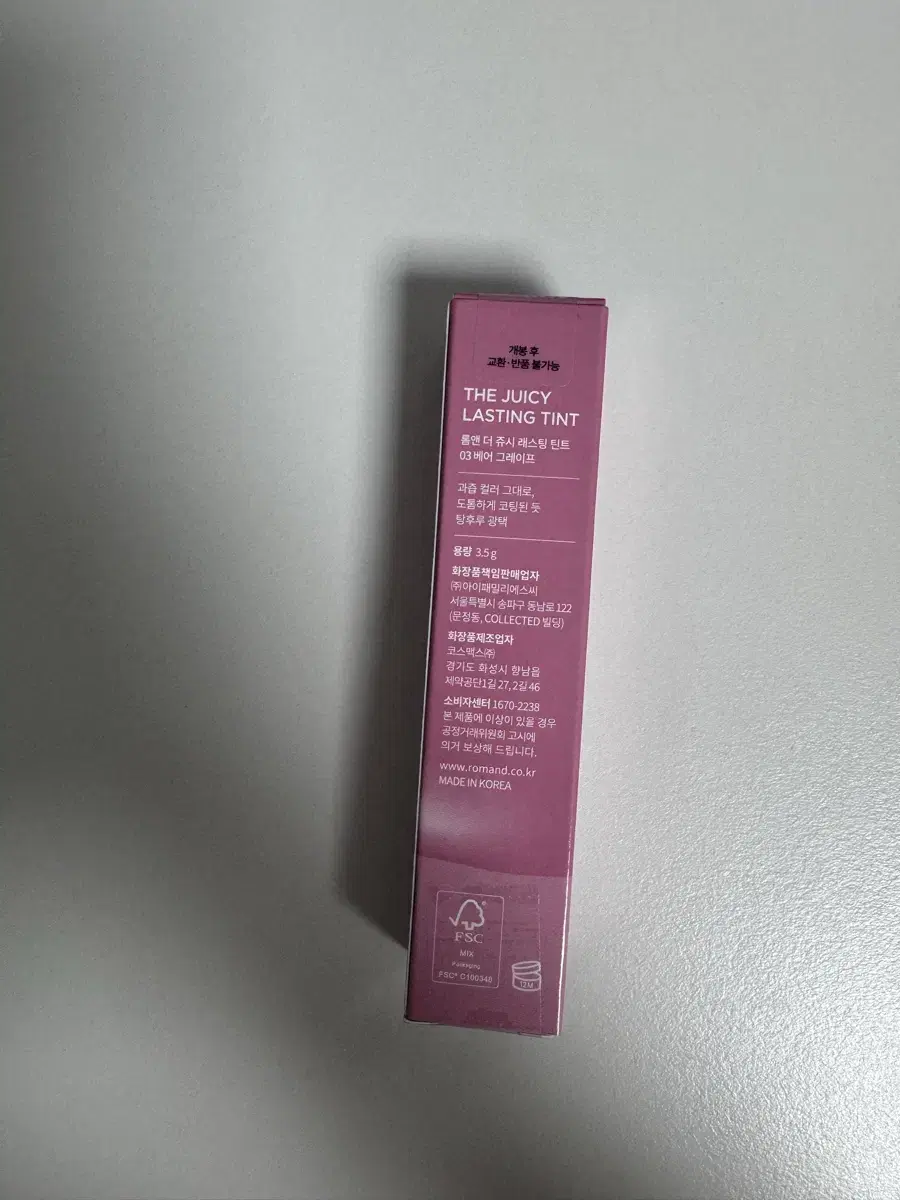 개봉 후
교환·반품 불가능
THE JUICY
LASTING TINT
롬앤 더 쥬시 래스팅 틴트
03 베어 그레이프
과즙 컬러 그대로,
도톰하게 코팅된 듯
탕후루 광택
용량 3.5g
화장품책임판매업자
㈜아이패밀리에스씨
서울특별시 송파구 동남로 122
(문정동, COLLECTED 빌딩)
화장품제조업자
코스맥스㈜
경기도 화성시 향남읍
제약공단1길 27, 2길 46
소비자센터 1670-2238
본 제품에 이상이 있을 경우
공정거래위원회 고시에
의거 보상해 드립니다.
www.romand.co.kr
MADE IN KOREA
FSC
MIX
Packaging
FSC® C100348
12M